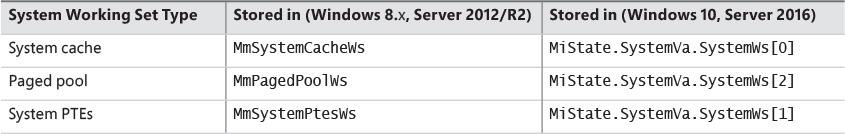 System Working Set Type Stored in (Windows 8.x, Server 2012/R2) Stored in (Windows 10, Server 2016)
System cache MmSystemCacheWs MiState.SystemVa.SystemWs[0]
Paged pool MmPagedPoolWs MiState.SystemVa.SystemWs[2]
System PTEs MmSystemPtesWs MiState.SystemVa.SystemWs[1]